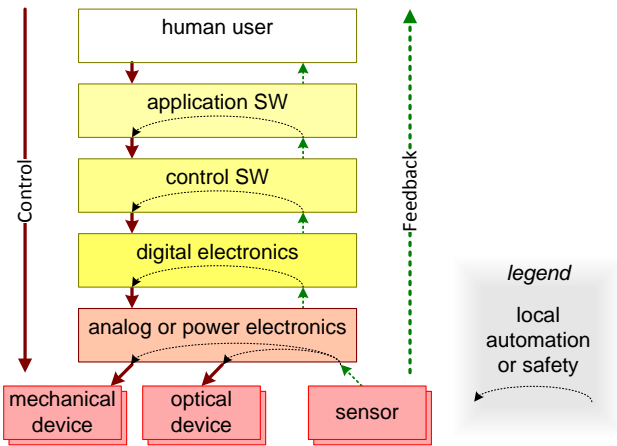 human user
application SW
control SW
digital electronics
analog or power electronics
mechanical
device
optical
device
sensor
Control
Feedback
legend
local
automation
or safety